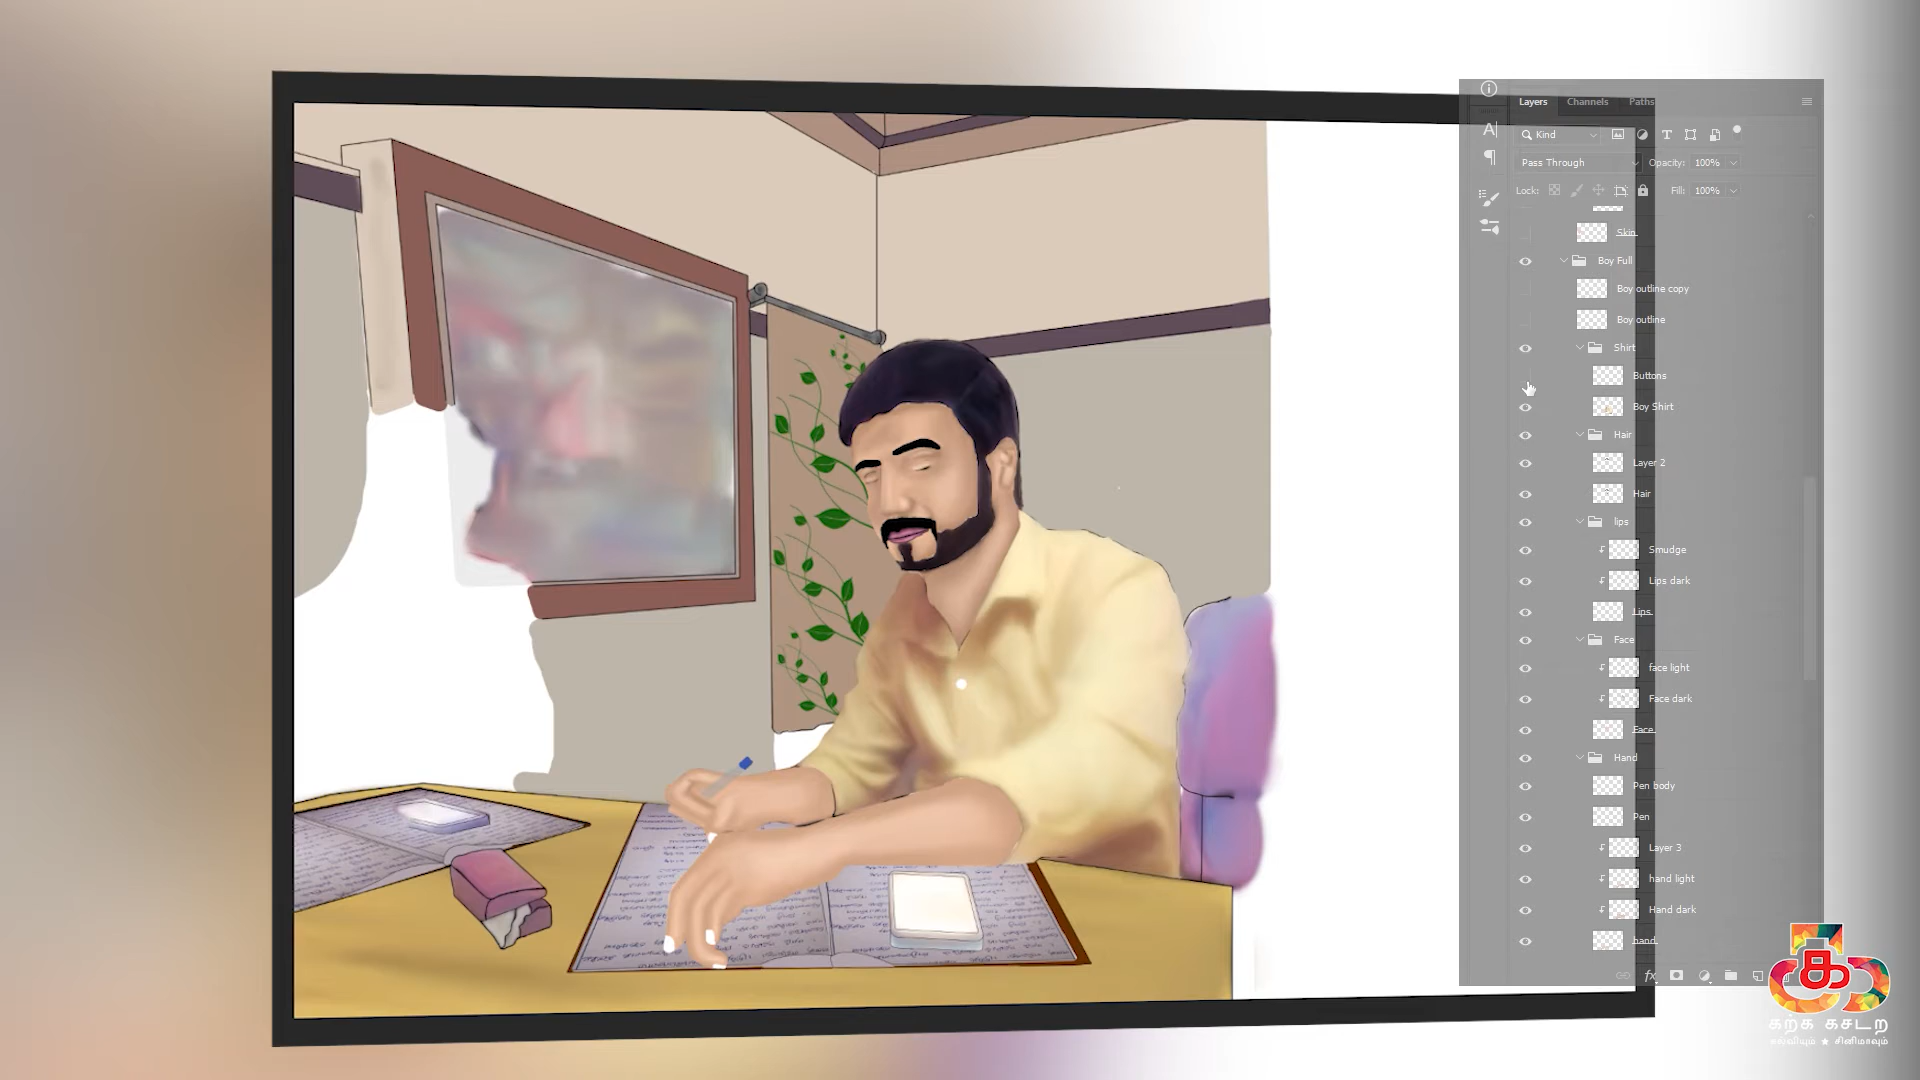 Layers Channels Paths
Kind
Pass Through Opacity: 100%
Lock: Fill: 100%
Skin
Boy Full
Boy outline copy
Boy outline
Shirt
Buttons
Boy Shirt
Hair
Layer 2
Hair
lips
Smudge
Lips dark
Lips
Face
face light
Face dark
Face
Hand
Pen body
Pen
Layer 3
hand light
Hand dark
hand
கற்க கசடற
கல்வியும் ★ சினிமாவும்